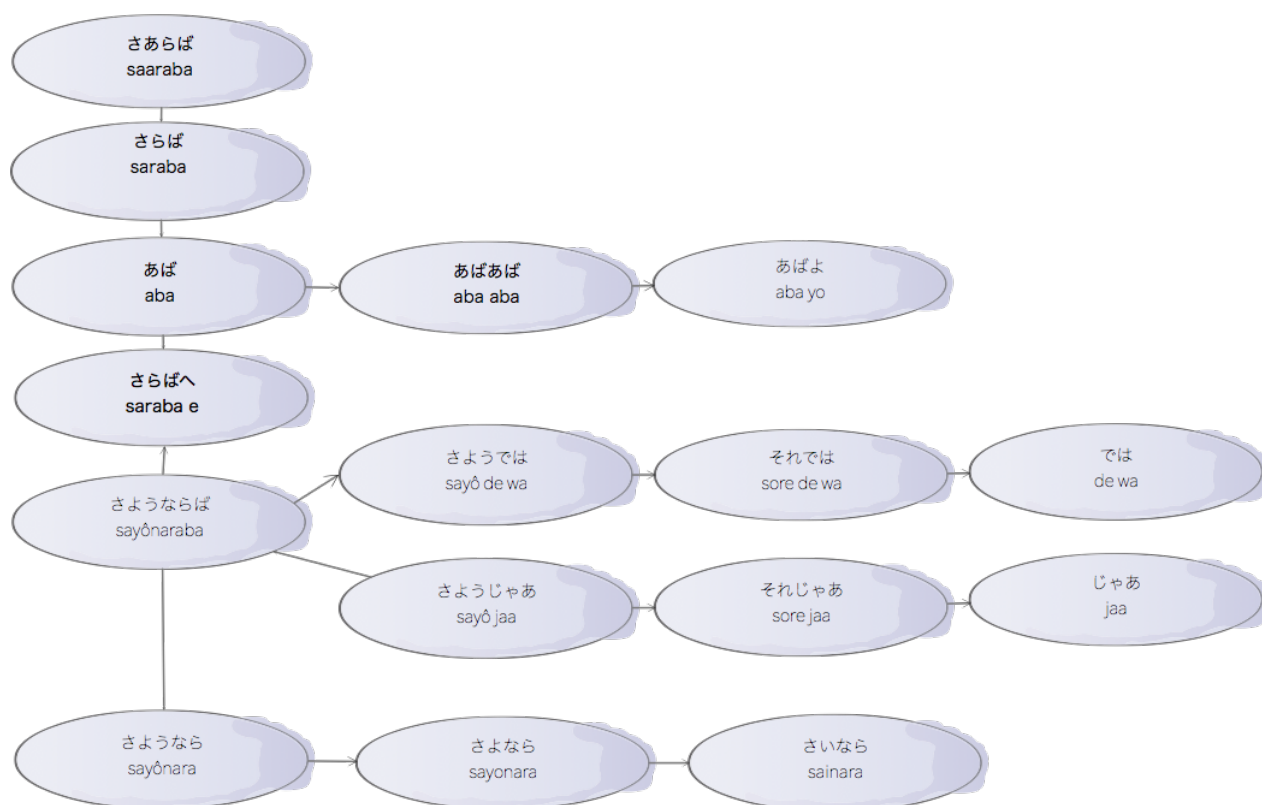 さあらば
saaraba
さらば
saraba
あば
aba
あばあば
aba aba
あばよ
aba yo
さらばへ
saraba e
さようならば
sayônaraba
さようでは
sayô de wa
それでは
sore de wa
では
de wa
さようじゃあ
sayô jaa
それじゃあ
sore jaa
じゃあ
jaa
さようなら
sayônara
さよなら
sayonara
さいなら
sainara